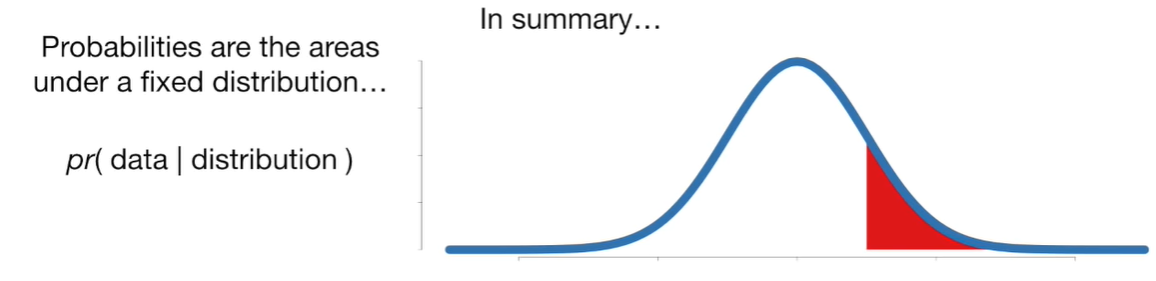 In summary…
Probabilities are the areas
under a fixed distribution…
pr( data | distribution )